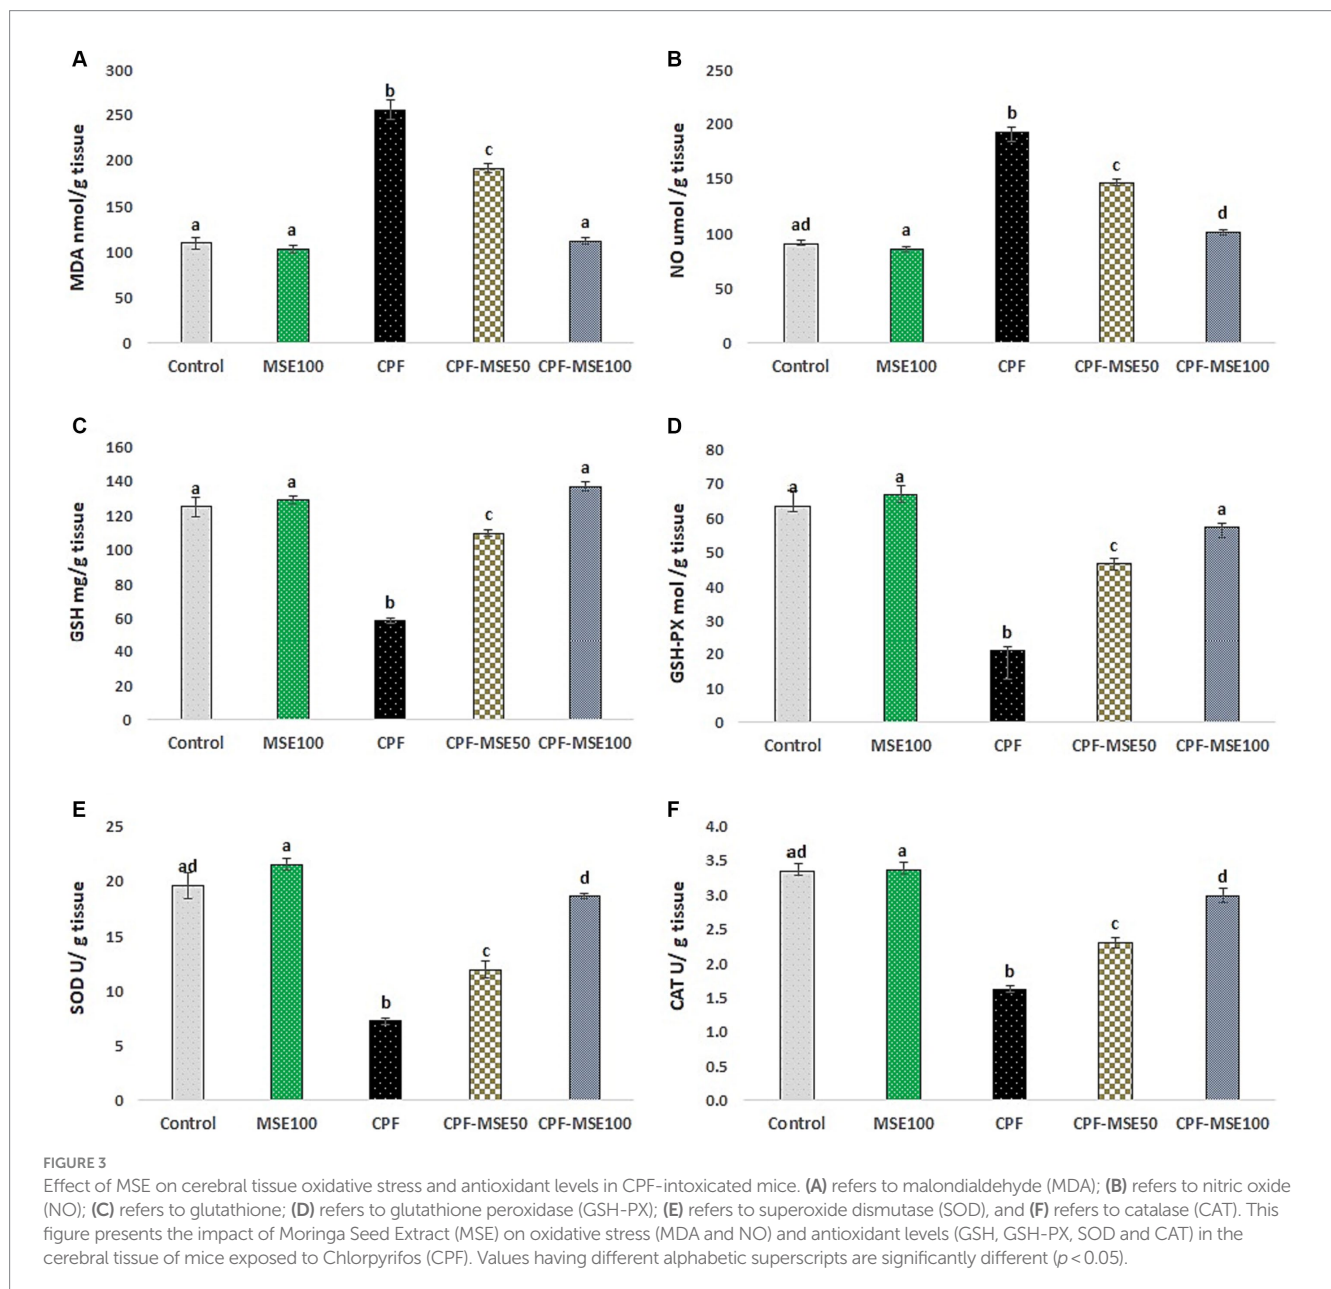 A
MDA nmol/g tissue
300
250
200
150
100
50
0
a
a
b
c
a
Control
MSE100
CPF
CPF-MSE50
CPF-MSE100
B
NO umol /g tissue
250
200
150
100
50
0
ad
a
b
c
d
Control
MSE100
CPF
CPF-MSE50
CPF-MSE100
C
GSH mg/g tissue
160
140
120
100
80
60
40
20
0
a
a
b
c
a
Control
MSE100
CPF
CPF-MSE50
CPF-MSE100
D
GSH-PX mol /g tissue
80
70
60
50
40
30
20
10
0
a
a
b
c
a
Control
MSE100
CPF
CPF-MSE50
CPF-MSE100
E
SOD U/ g tissue
25
20
15
10
5
0
ad
a
b
c
d
Control
MSE100
CPF
CPF-MSE50
CPF-MSE100
F
CAT U/ g tissue
4.0
3.5
3.0
2.5
2.0
1.5
1.0
0.5
0.0
ad
a
b
c
d
Control
MSE100
CPF
CPF-MSE50
CPF-MSE100
FIGURE 3
Effect of MSE on cerebral tissue oxidative stress and antioxidant levels in CPF-intoxicated mice. (A) refers to malondialdehyde (MDA); (B) refers to nitric oxide
(NO); (C) refers to glutathione; (D) refers to glutathione peroxidase (GSH-PX); (E) refers to superoxide dismutase (SOD), and (F) refers to catalase (CAT). This
figure presents the impact of Moringa Seed Extract (MSE) on oxidative stress (MDA and NO) and antioxidant levels (GSH, GSH-PX, SOD and CAT) in the
cerebral tissue of mice exposed to Chlorpyrifos (CPF). Values having different alphabetic superscripts are significantly different (p < 0.05).